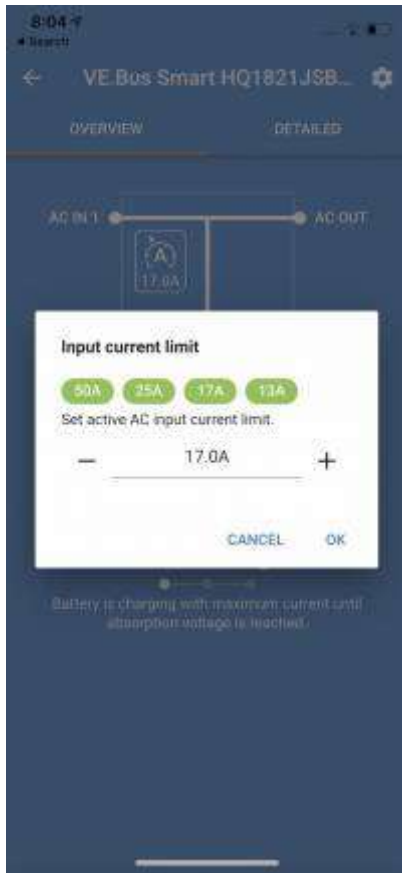 8:04
◀ Search
VE.Bus Smart HQ1821JSB...
OVERVIEW DETAILED
AC IN 1 AC OUT
A
17.0A
Input current limit
50A 25A 17A 13A
Set active AC input current limit.
− 17.0A +
CANCEL OK
Battery is charging with maximum current until
absorption voltage is reached.